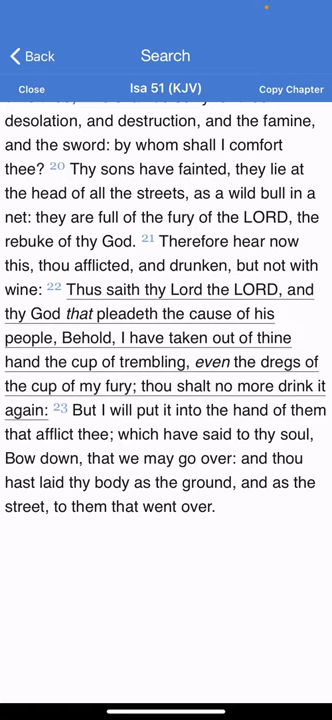 Back
Search
Close
Isa 51 (KJV)
Copy Chapter
desolation, and destruction, and the famine,
and the sword: by whom shall I comfort
thee? 20 Thy sons have fainted, they lie at
the head of all the streets, as a wild bull in a
net: they are full of the fury of the LORD, the
rebuke of thy God. 21 Therefore hear now
this, thou afflicted, and drunken, but not with
wine: 22 Thus saith thy Lord the LORD, and
thy God that pleadeth the cause of his
people, Behold, I have taken out of thine
hand the cup of trembling, even the dregs of
the cup of my fury; thou shalt no more drink it
again: 23 But I will put it into the hand of them
that afflict thee; which have said to thy soul,
Bow down, that we may go over: and thou
hast laid thy body as the ground, and as the
street, to them that went over.